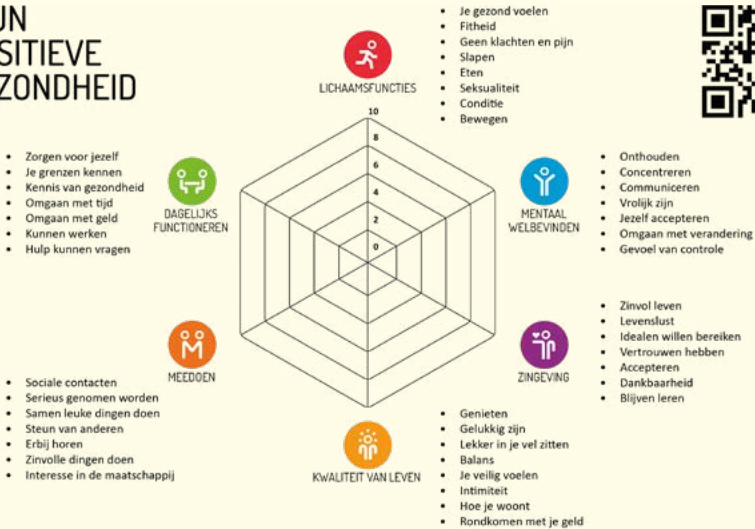 JN
SITIEVE
ZONDHEID
LICHAAMSFUNCTIES
• Je gezond voelen
• Fitheid
• Geen klachten en pijn
• Slapen
• Eten
• Seksualiteit
• Conditie
• Bewegen
10
8
6
4
2
0
MENTAAL
WELBEVINDEN
• Onthouden
• Concentreren
• Communiceren
• Vrolijk zijn
• Jezelf accepteren
• Omgaan met verandering
• Gevoel van controle
ZINGEVING
• Zinvol leven
• Levenslust
• Idealen willen bereiken
• Vertrouwen hebben
• Accepteren
• Dankbaarheid
• Blijven leren
KWALITEIT VAN LEVEN
• Genieten
• Gelukkig zijn
• Lekker in je vel zitten
• Balans
• Je veilig voelen
• Intimiteit
• Hoe je woont
• Rondkomen met je geld
MEEDOEN
• Sociale contacten
• Serieus genomen worden
• Samen leuke dingen doen
• Steun van anderen
• Erbij horen
• Zinvolle dingen doen
• Interesse in de maatschappij
DAGELIJKS
FUNCTIONEREN
• Zorgen voor jezelf
• Je grenzen kennen
• Kennis van gezondheid
• Omgaan met tijd
• Omgaan met geld
• Kunnen werken
• Hulp kunnen vragen